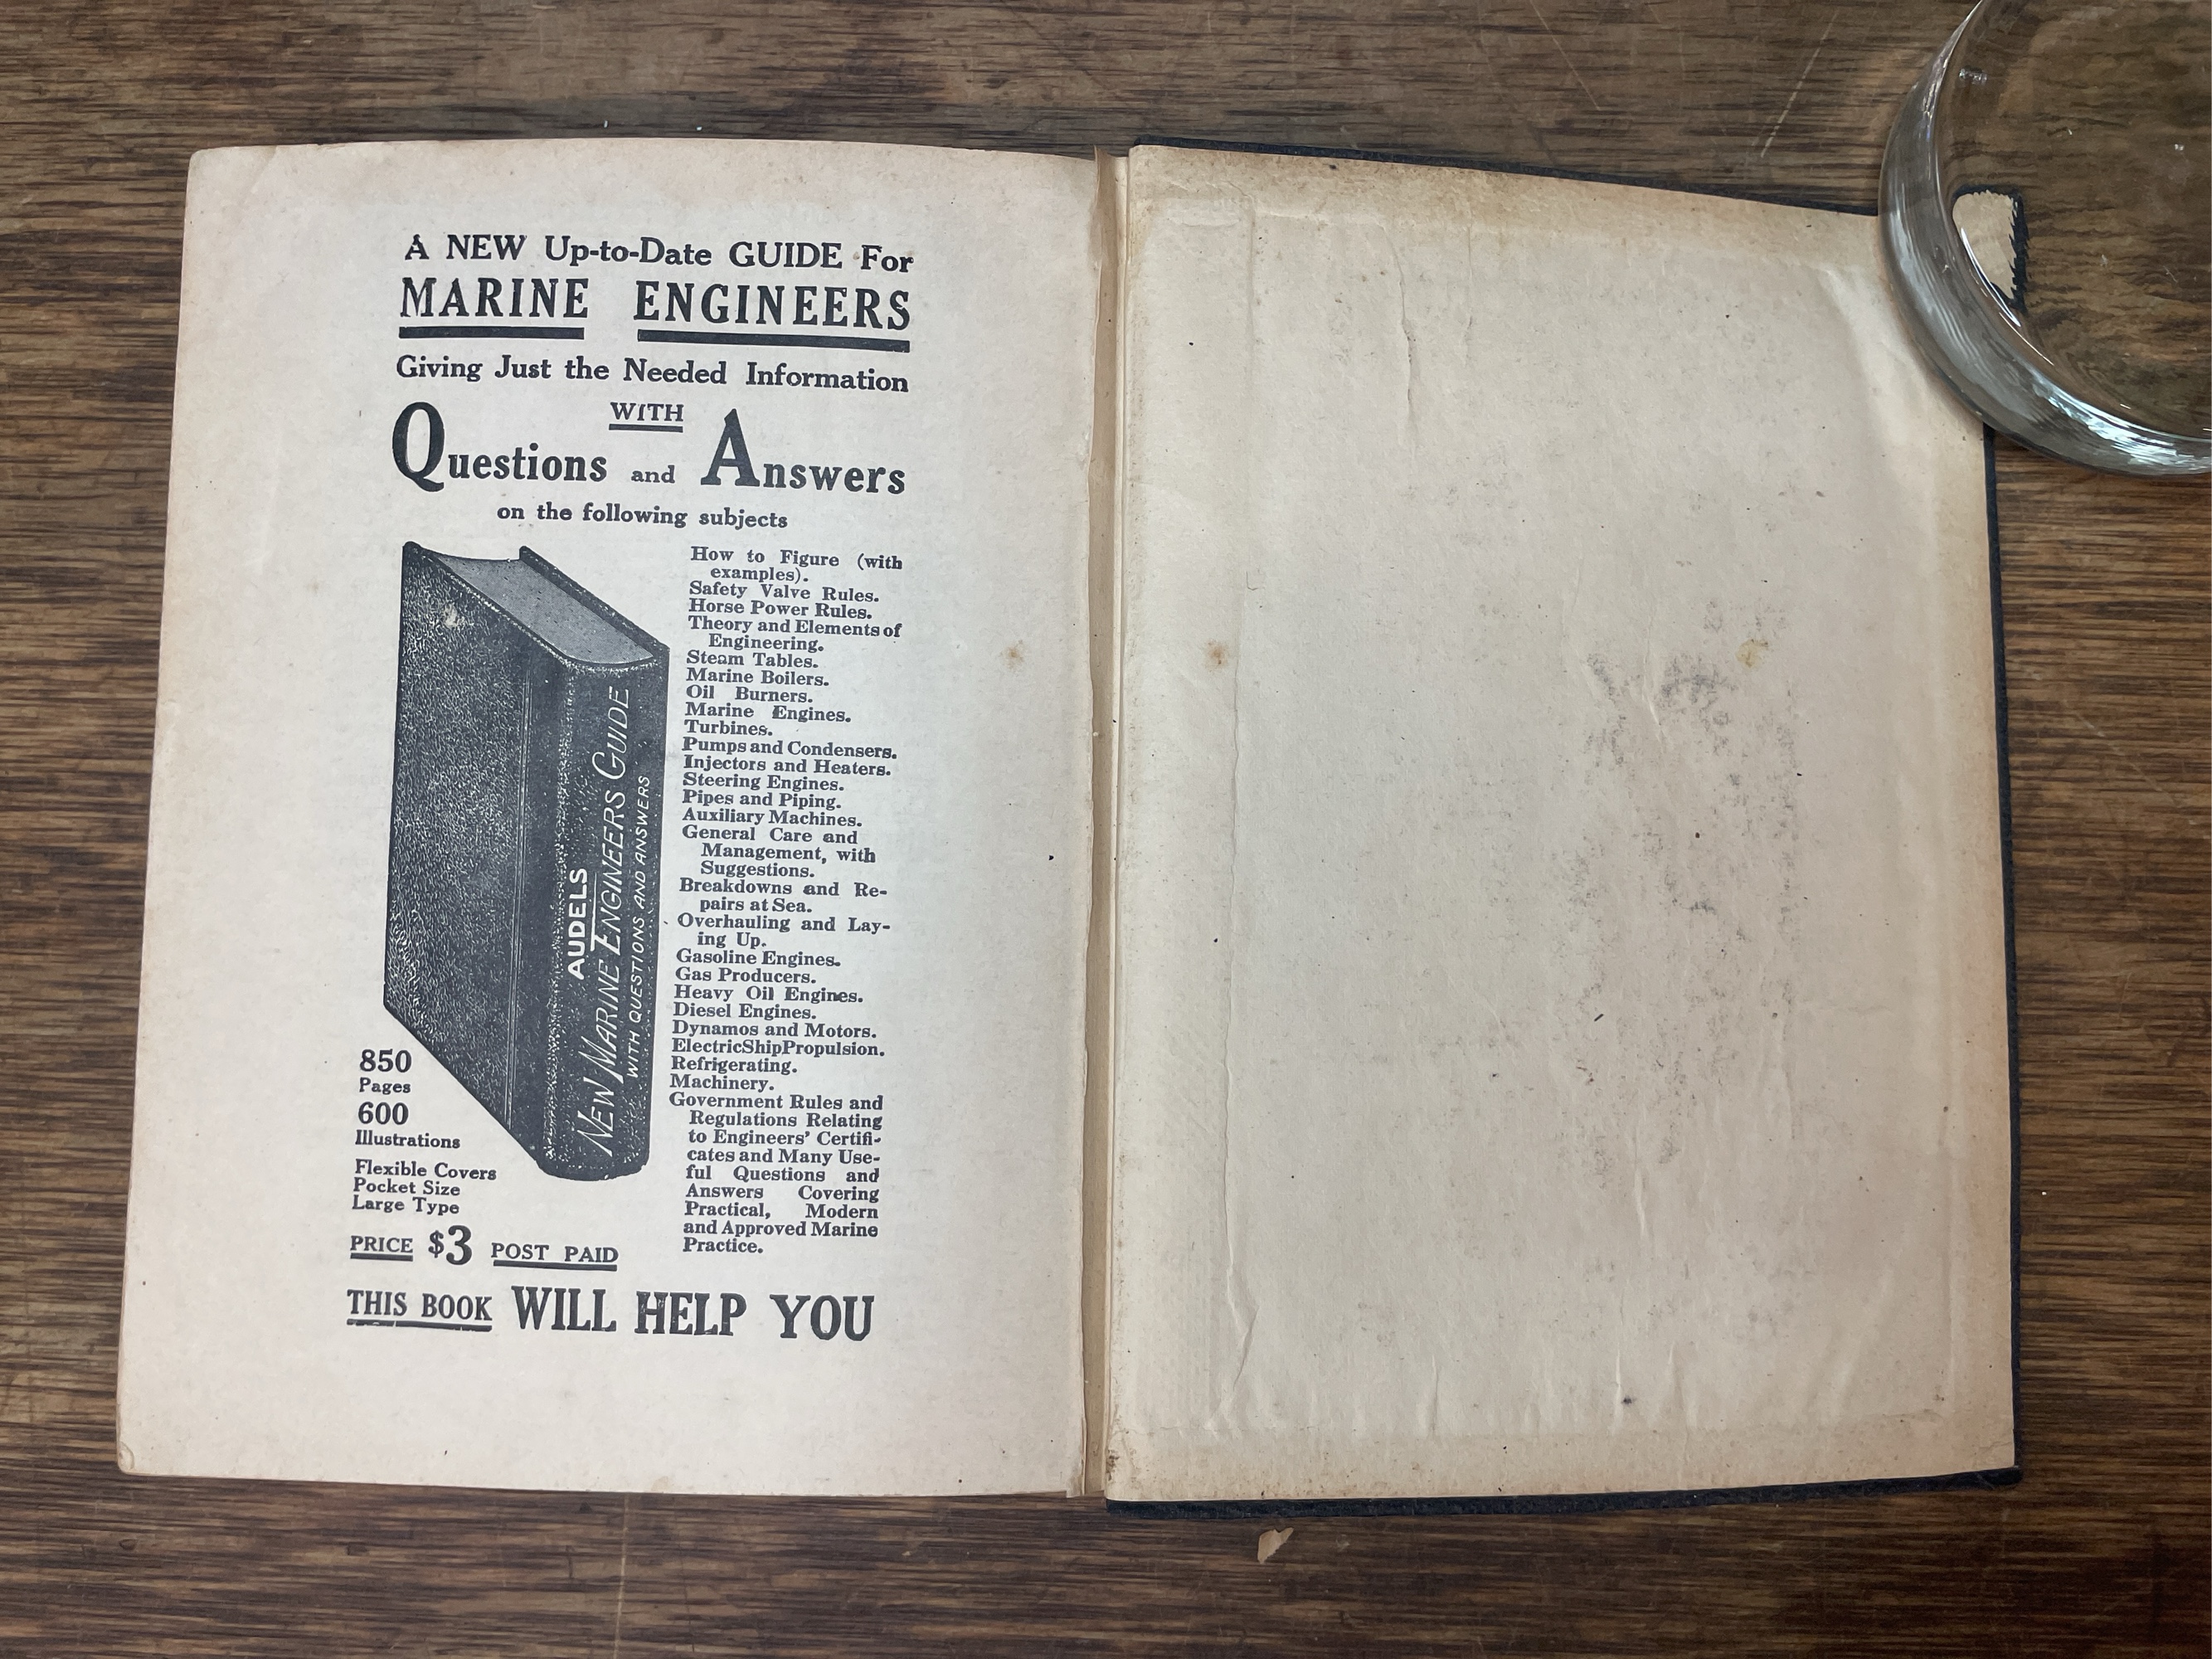 A NEW Up-to-Date GUIDE For
MARINE ENGINEERS
Giving Just the Needed Information
WITH
Questions and Answers
on the following subjects
How to Figure (with
examples).
Safety Valve Rules.
Horse Power Rules.
Theory and Elements of
Engineering.
Steam Tables.
Marine Boilers.
Oil Burners.
Marine Engines.
Turbines.
Pumps and Condensers.
Injectors and Heaters.
Steering Engines.
Pipes and Piping.
Auxiliary Machines.
General Care and
Management, with
Suggestions.
Breakdowns and Re-
pairs at Sea.
Overhauling and Lay-
ing Up.
Gasoline Engines.
Gas Producers.
Heavy Oil Engines.
Diesel Engines.
Dynamos and Motors.
Electric Ship Propulsion.
Refrigerating.
Machinery.
Government Rules and
Regulations Relating
to Engineers' Certifi-
cates and Many Use-
ful Questions and
Answers Covering
Practical, Modern
and Approved Marine
Practice.
AUDELS
NEW MARINE ENGINEERS GUIDE
WITH QUESTIONS AND ANSWERS
850
Pages
600
Illustrations
Flexible Covers
Pocket Size
Large Type
PRICE $3 POST PAID
THIS BOOK WILL HELP YOU